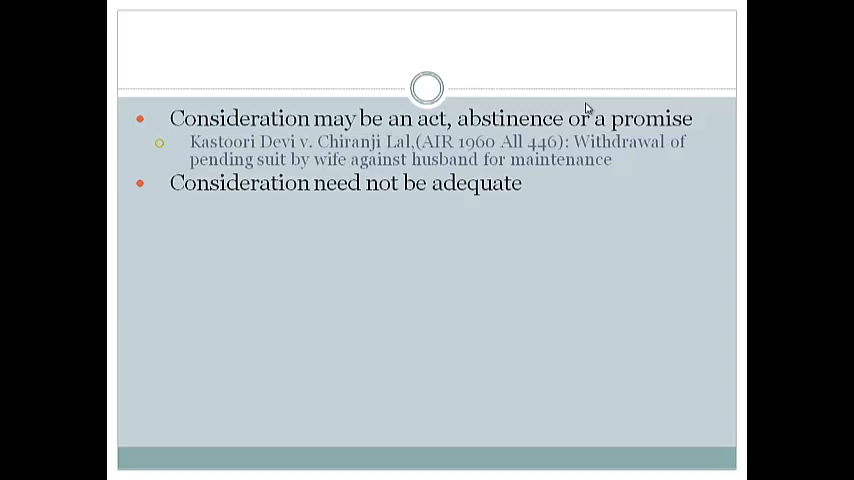 Consideration may be an act, abstinence or a promise
Kastoori Devi v. Chiranji Lal,(AIR 1960 All 446): Withdrawal of
pending suit by wife against husband for maintenance
Consideration need not be adequate